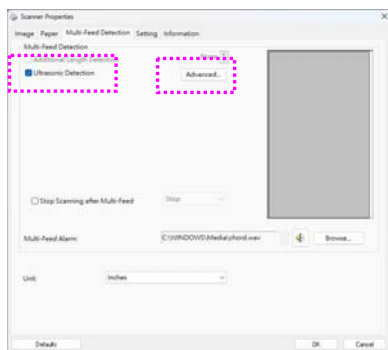 Scanner Properties
Image Paper Multi-Feed Detection Setting Information
Multi-Feed Detection
Additional Length Detection None
Ultrasonic Detection Advanced...
Stop Scanning after Multi-Feed Stop
Multi-Feed Alarm: C:\WINDOWS\Media\chord.wav Browse...
Unit: Inches
Defaults OK Cancel